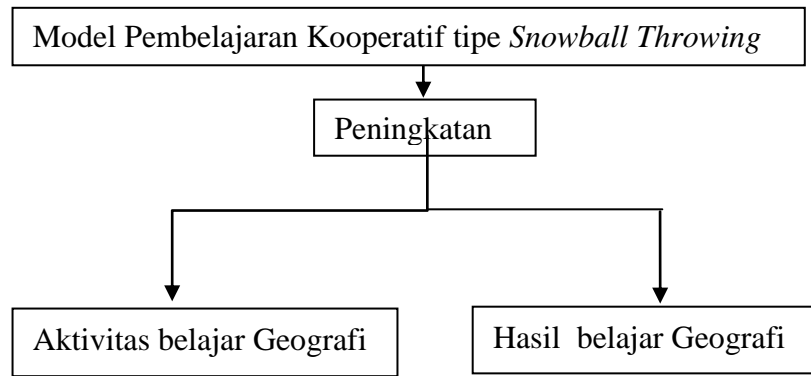 Model Pembelajaran Kooperatif tipe Snowball Throwing
Peningkatan
Aktivitas belajar Geografi
Hasil belajar Geografi